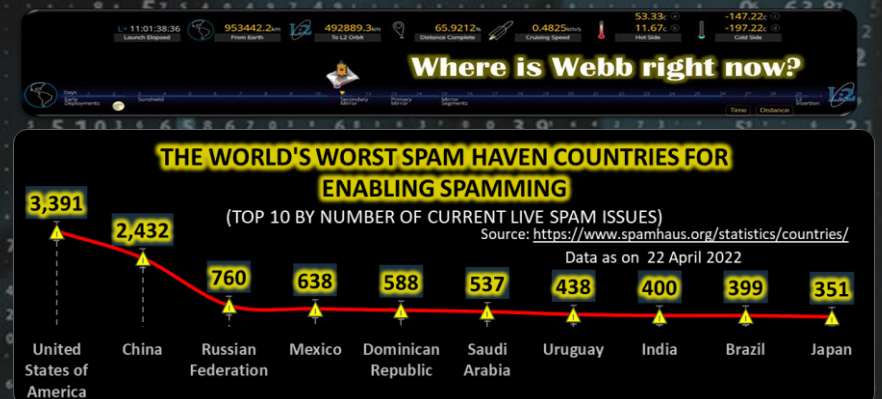 L+ 11:01:38:36
Launch Elapsed
953442.2km
From Earth
492889.3km
To L2 Orbit
65.9212%
Distance Complete
0.4825km/s
Cruising Speed
53.33c
11.67c
Hot Side
-147.22c
-197.22c
Cold Side
Where is Webb right now?
Days
Early
Deployments
Sunshield
Secondary
Mirror
Primary
Mirror
Mirror
Segments
L2
Insertion
Time
Distance
THE WORLD'S WORST SPAM HAVEN COUNTRIES FOR
ENABLING SPAMMING
(TOP 10 BY NUMBER OF CURRENT LIVE SPAM ISSUES)
Source: https://www.spamhaus.org/statistics/countries/
Data as on 22 April 2022
3,391
2,432
760
638
588
537
438
400
399
351
United
States of
America
China
Russian
Federation
Mexico
Dominican
Republic
Saudi
Arabia
Uruguay
India
Brazil
Japan